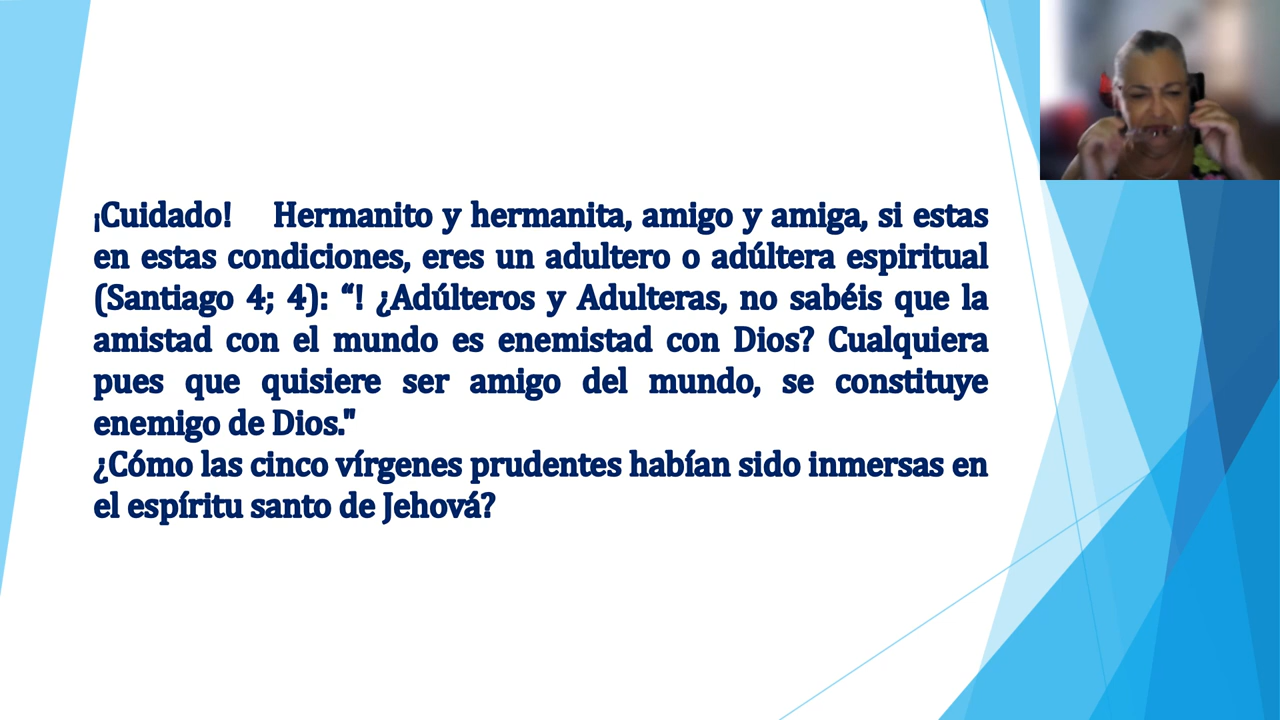 ¡Cuidado! Hermanito y hermanita, amigo y amiga, si estas
en estas condiciones, eres un adultero o adúltera espiritual
(Santiago 4; 4): “! ¿Adúlteros y Adulteras, no sabéis que la
amistad con el mundo es enemistad con Dios? Cualquiera
pues que quisiere ser amigo del mundo, se constituye
enemigo de Dios."
¿Cómo las cinco vírgenes prudentes habían sido inmersas en
el espíritu santo de Jehová?